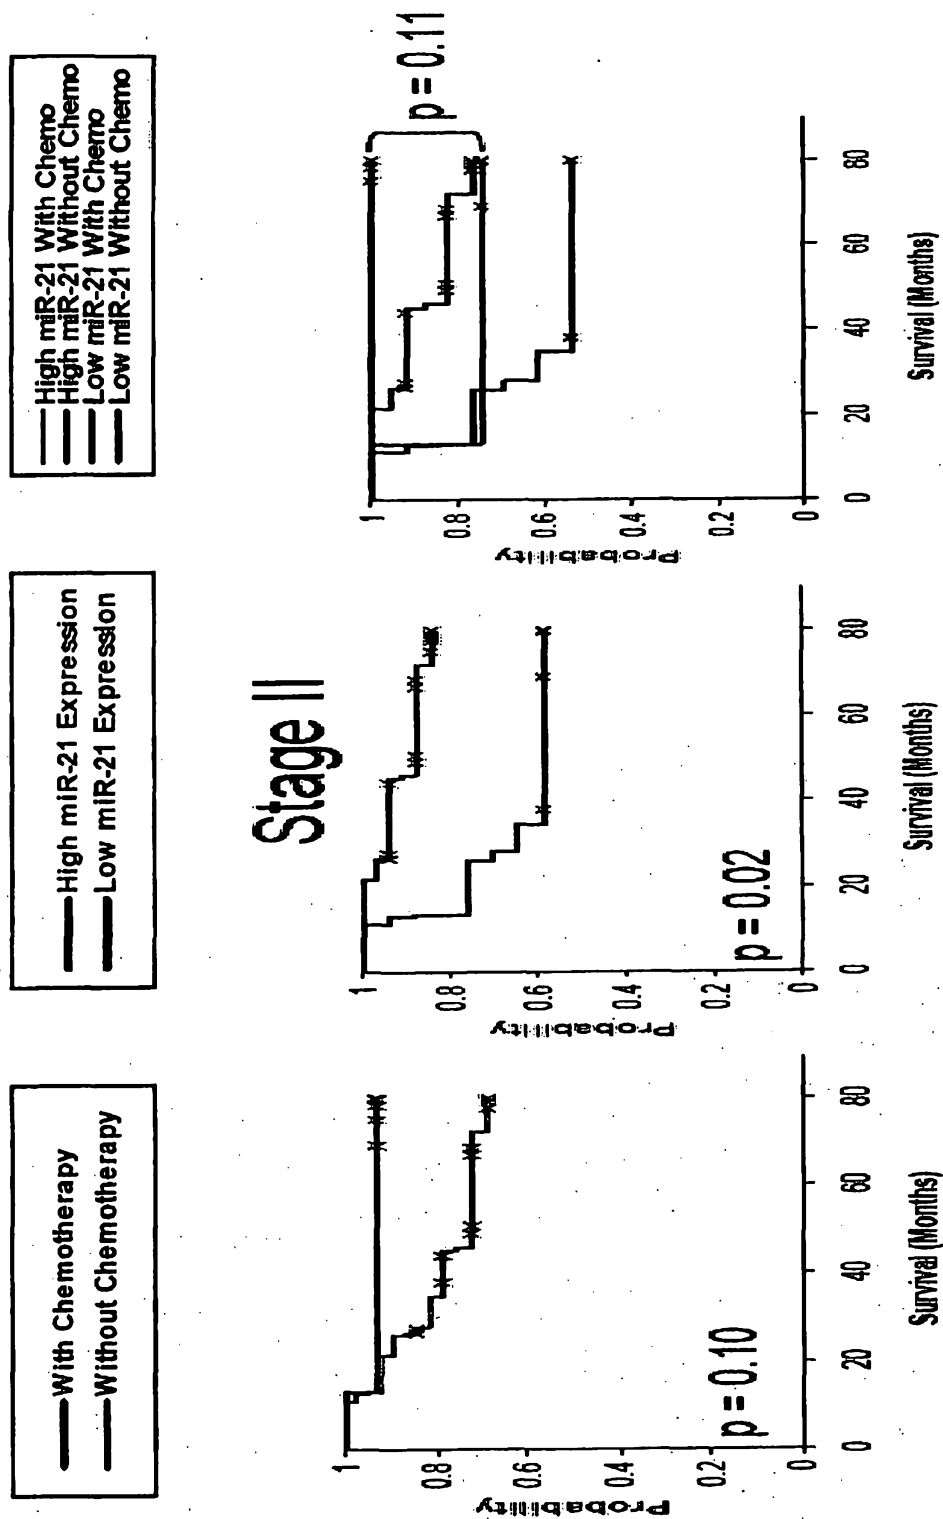 With Chemotherapy
Without Chemotherapy
High miR-21 Expression
Low miR-21 Expression
High miR-21 With Chemo
High miR-21 Without Chemo
Low miR-21 With Chemo
Low miR-21 Without Chemo
Stage II
Probability
1
0.8
0.6
0.4
0.2
0
p = 0.10
0
20
40
60
80
Survival (Months)
Probability
1
0.8
0.6
0.4
0.2
0
p = 0.02
0
20
40
60
80
Survival (Months)
Probability
1
0.8
0.6
0.4
0.2
0
p = 0.11
0
20
40
60
80
Survival (Months)